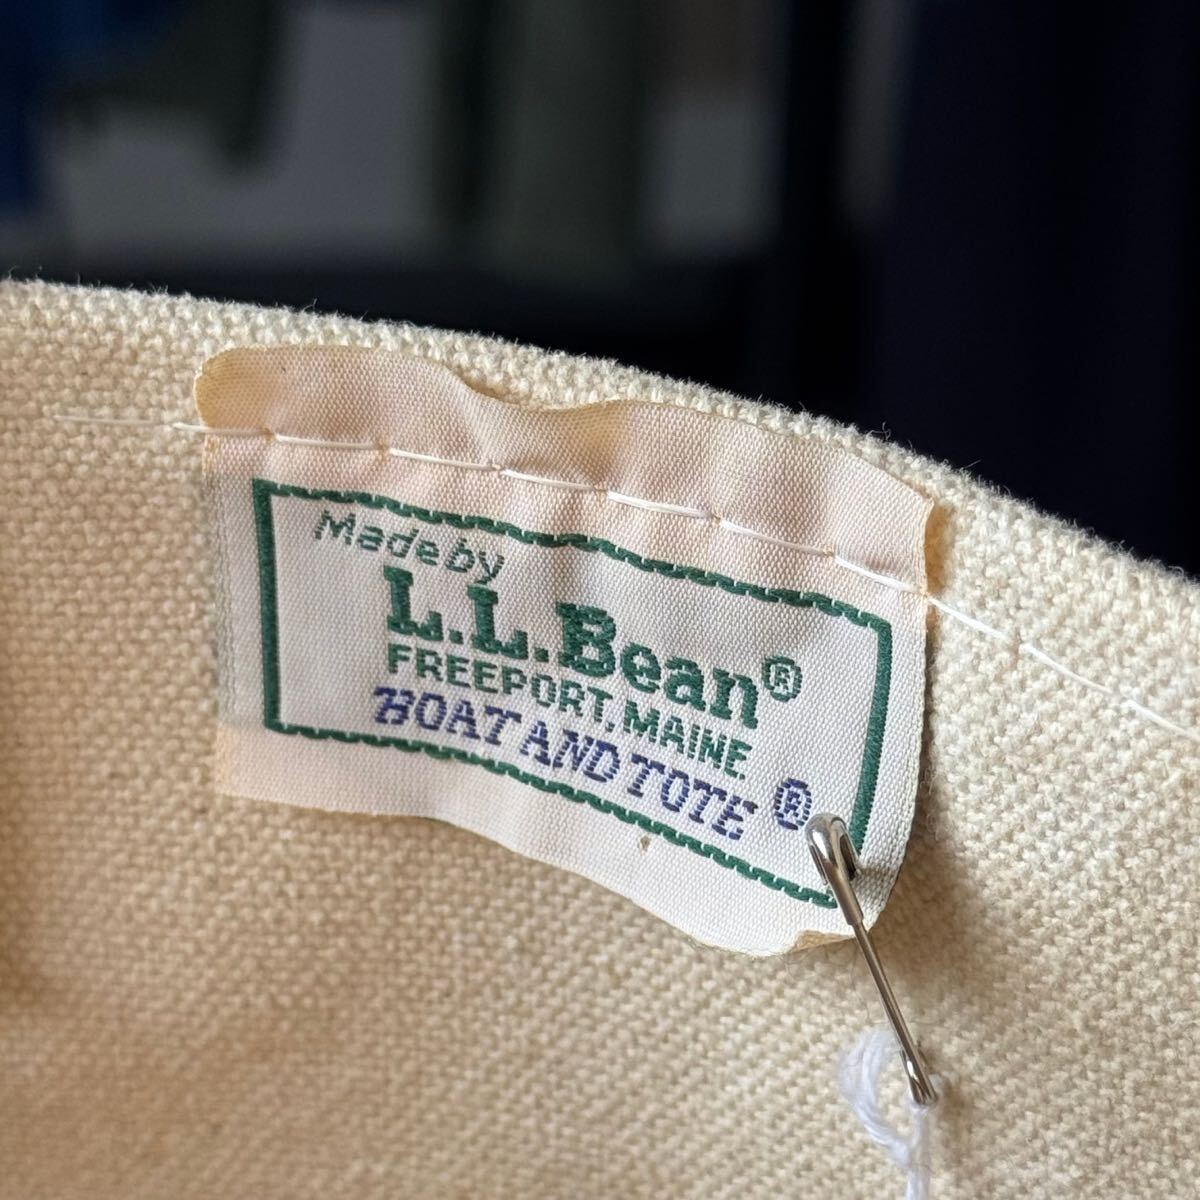 Made by
L.L.Bean®
FREEPORT, MAINE
BOAT AND TOTE ®